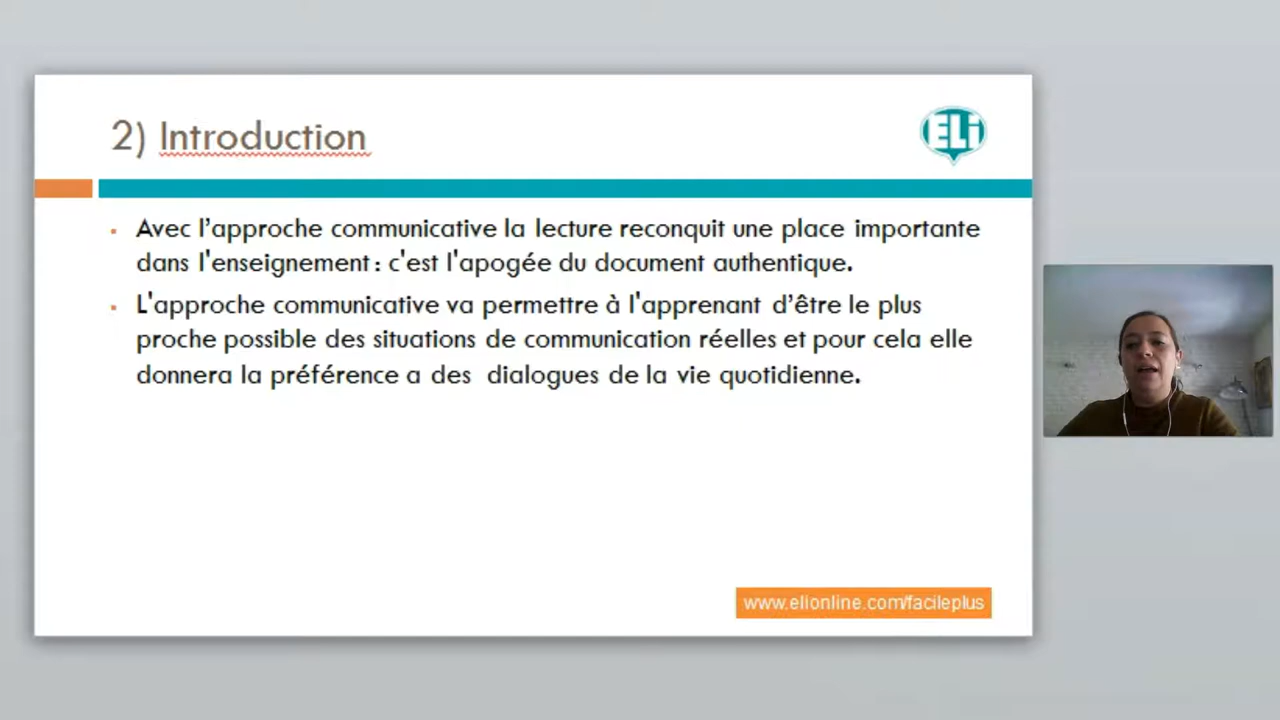 2) Introduction
ELi
Avec l’approche communicative la lecture reconquit une place importante
dans l'enseignement : c'est l'apogée du document authentique.
L'approche communicative va permettre à l'apprenant d’être le plus
proche possible des situations de communication réelles et pour cela elle
donnera la préférence a des dialogues de la vie quotidienne.
www.elionline.com/facileplus